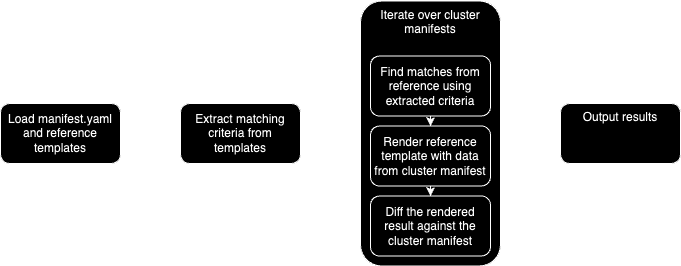 Load manifest.yaml
and reference
templates
Extract matching
criteria from
templates
Iterate over cluster
manifests
Find matches from
reference using
extracted criteria
Render reference
template with data
from cluster manifest
Diff the rendered
result against the
cluster manifest
Output results